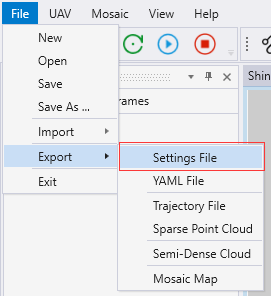 File UAV Mosaic View Help
New
Open
Save
Save As ...
Import
Export
Exit
Shin
rames
Settings File
YAML File
Trajectory File
Sparse Point Cloud
Semi-Dense Cloud
Mosaic Map